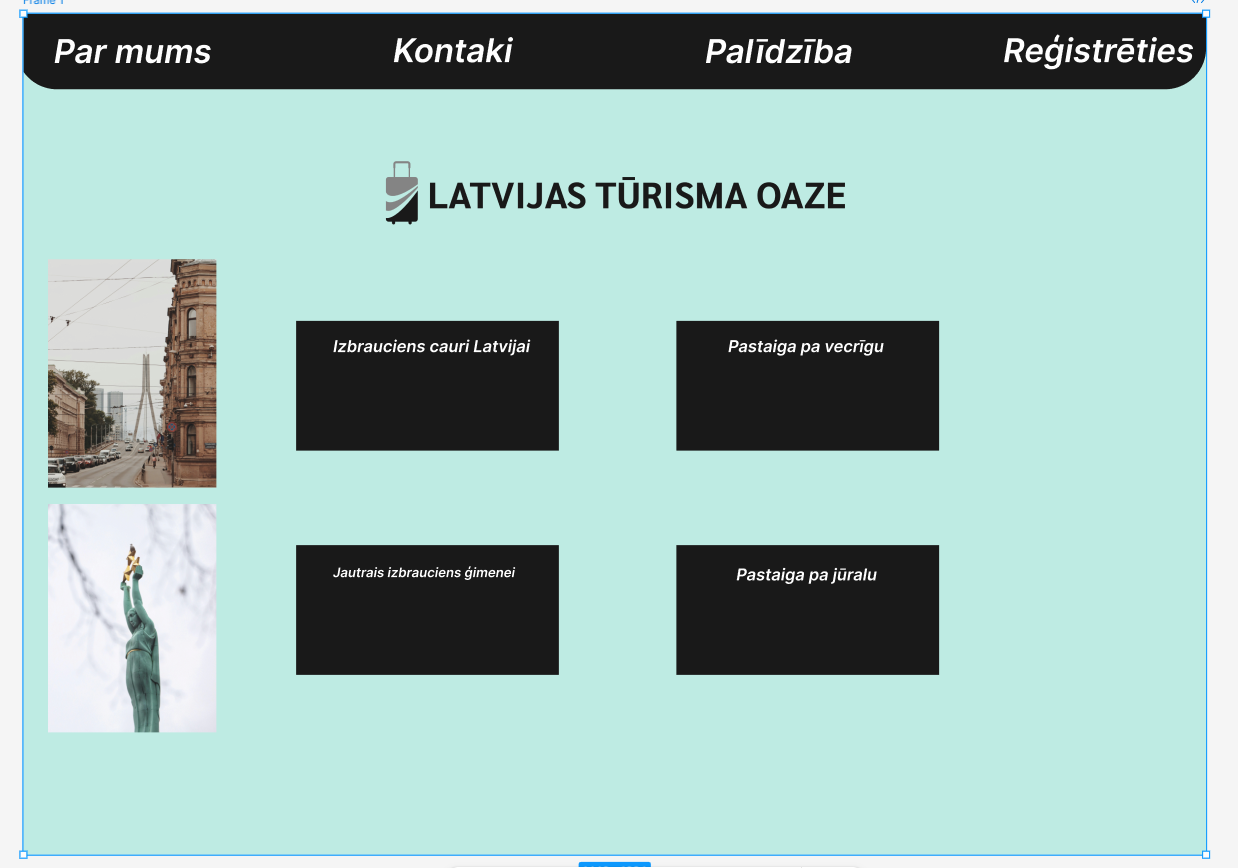 Frame 1
Par mums
Kontaki
Palīdzība
Reģistrēties
LATVIJAS TŪRISMA OAZE
Izbrauciens cauri Latvijai
Pastaiga pa vecrīgu
Jautrais izbrauciens ģimenei
Pastaiga pa jūralu